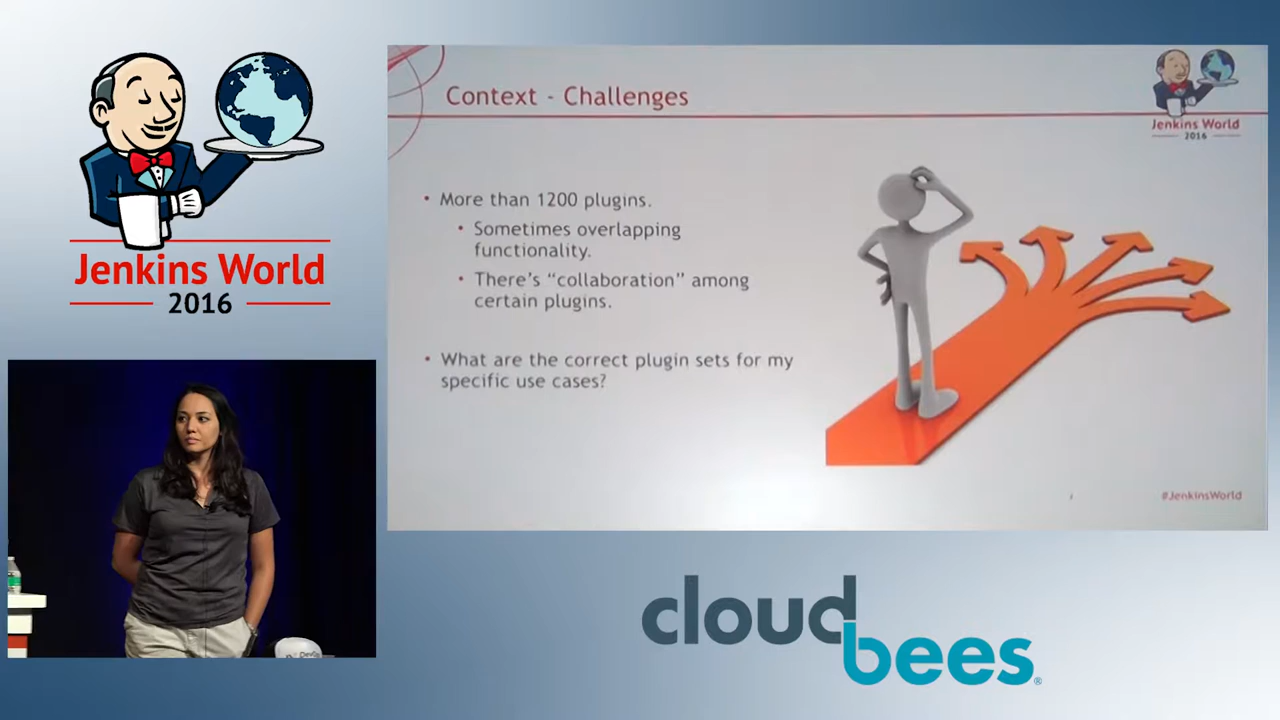 Jenkins World
2016
Context - Challenges
Jenkins World
2016
• More than 1200 plugins.
• Sometimes overlapping
functionality.
• There's “collaboration” among
certain plugins.
• What are the correct plugin sets for my
specific use cases?
#JenkinsWorld
cloud
bees®